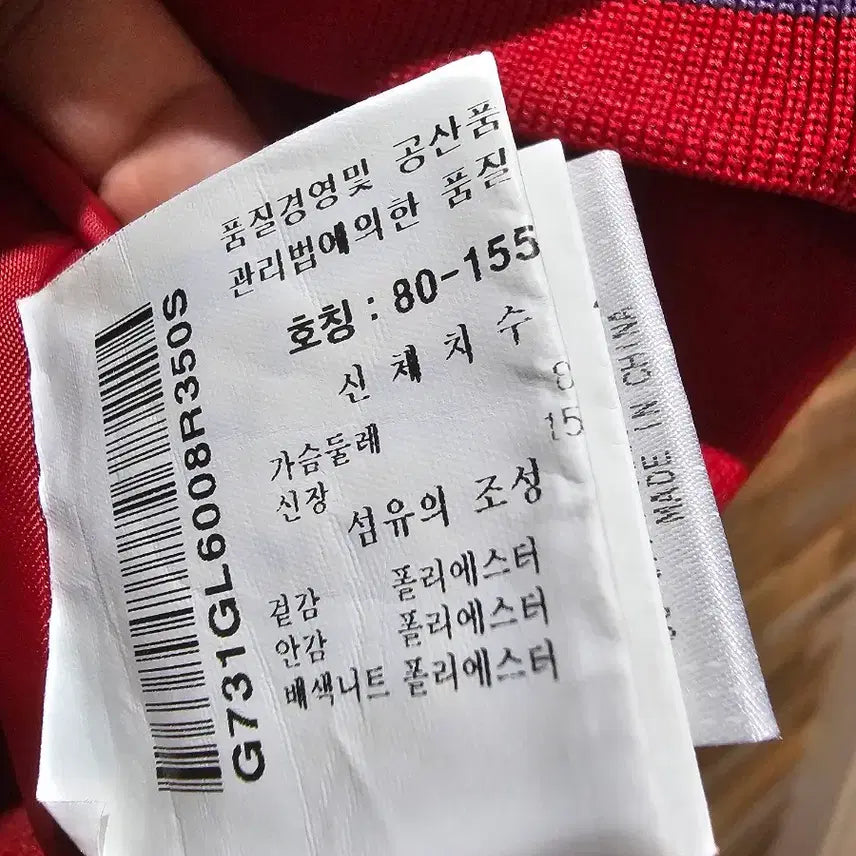 품질경영및 공산품
관리법에의한 품질
호칭 : 80-155
신 체 치 수
가슴둘레 8
신장 15
섬유의 조성
겉감 폴리에스터
안감 폴리에스터
배색니트 폴리에스터
G731GL6008R350S
MADE IN CHINA